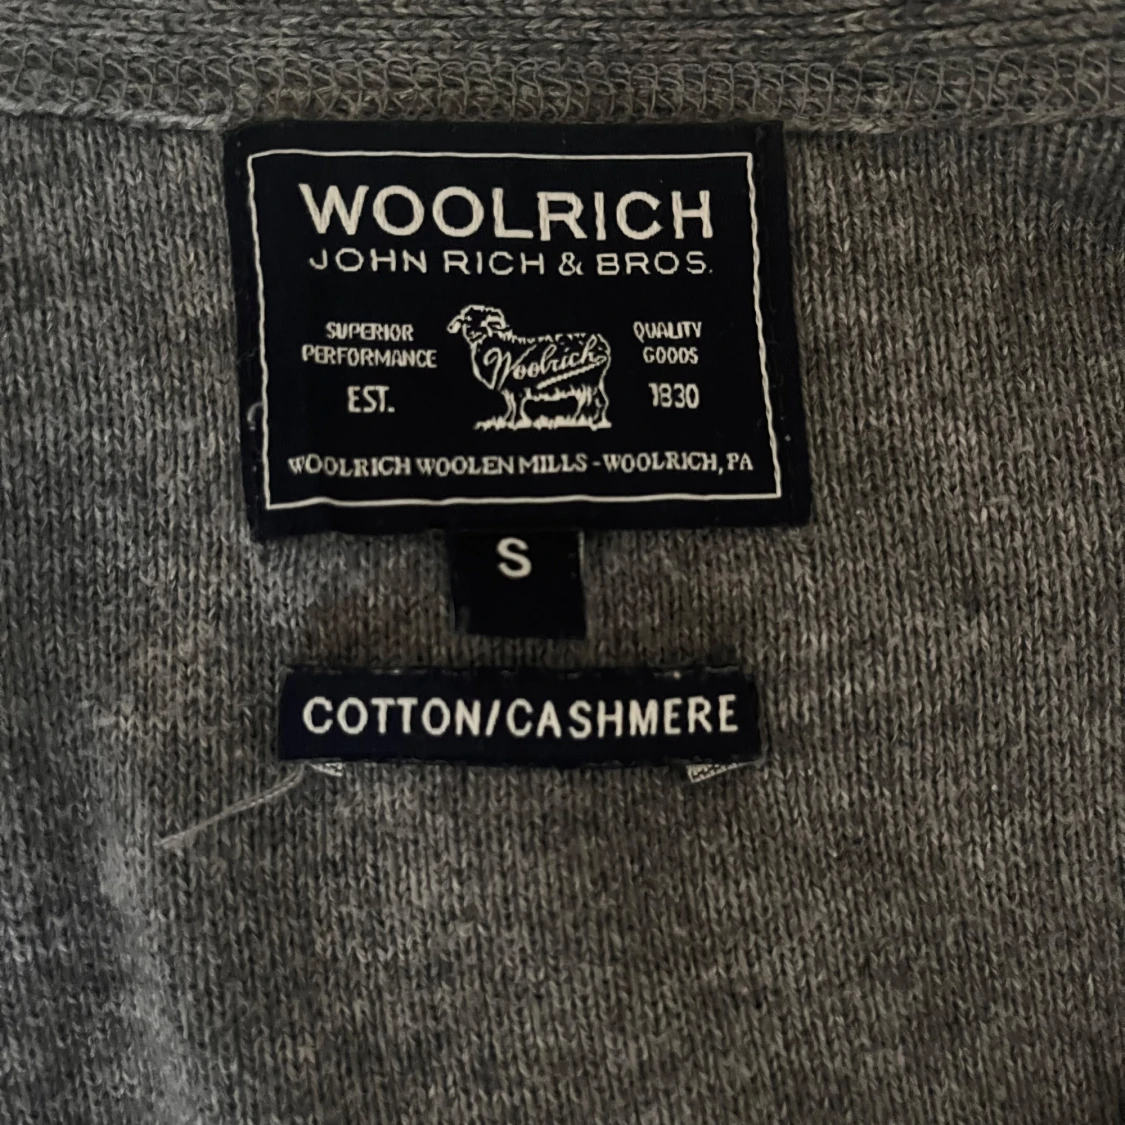 WOOLRICH
JOHN RICH & BROS.
SUPERIOR
PERFORMANCE
EST.
Woolrich
QUALITY
GOODS
1830
WOOLRICH WOOLEN MILLS - WOOLRICH, PA
S
COTTON/CASHMERE